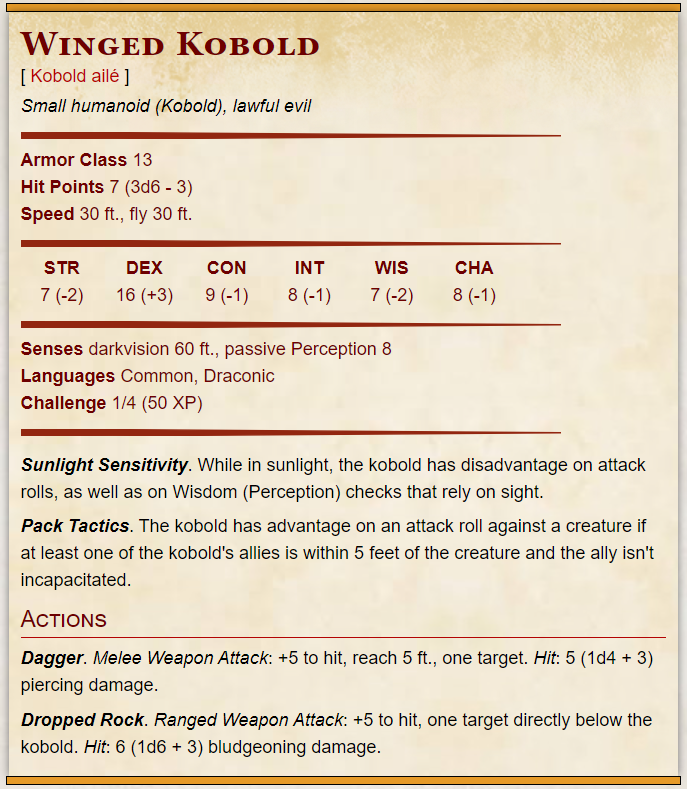 Winged Kobold
[ Kobold ailé ]
Small humanoid (Kobold), lawful evil
Armor Class 13
Hit Points 7 (3d6 - 3)
Speed 30 ft., fly 30 ft.
STR DEX CON INT WIS CHA
7 (-2) 16 (+3) 9 (-1) 8 (-1) 7 (-2) 8 (-1)
Senses darkvision 60 ft., passive Perception 8
Languages Common, Draconic
Challenge 1/4 (50 XP)
Sunlight Sensitivity. While in sunlight, the kobold has disadvantage on attack
rolls, as well as on Wisdom (Perception) checks that rely on sight.
Pack Tactics. The kobold has advantage on an attack roll against a creature if
at least one of the kobold's allies is within 5 feet of the creature and the ally isn't
incapacitated.
Actions
Dagger. Melee Weapon Attack: +5 to hit, reach 5 ft., one target. Hit: 5 (1d4 + 3)
piercing damage.
Dropped Rock. Ranged Weapon Attack: +5 to hit, one target directly below the
kobold. Hit: 6 (1d6 + 3) bludgeoning damage.